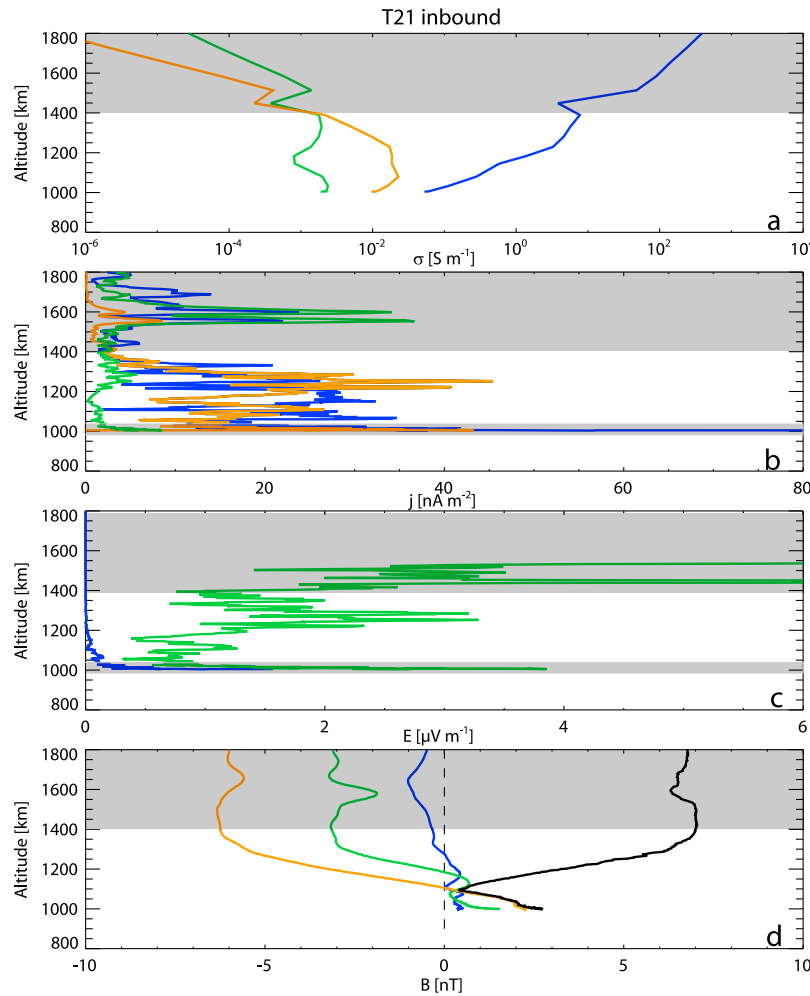 T21 inbound
1800
1600
1400
1200
1000
800
Altitude [km]
a
10⁻⁶ 10⁻⁴ 10⁻² 10⁰ 10²
σ [S m⁻¹]
1800
1600
1400
1200
1000
800
Altitude [km]
b
0 20 40 60 80
j [nA m⁻²]
1800
1600
1400
1200
1000
800
Altitude [km]
c
0 2 4 6
E [μV m⁻¹]
1800
1600
1400
1200
1000
800
Altitude [km]
d
-10 -5 0 5 10
B [nT]